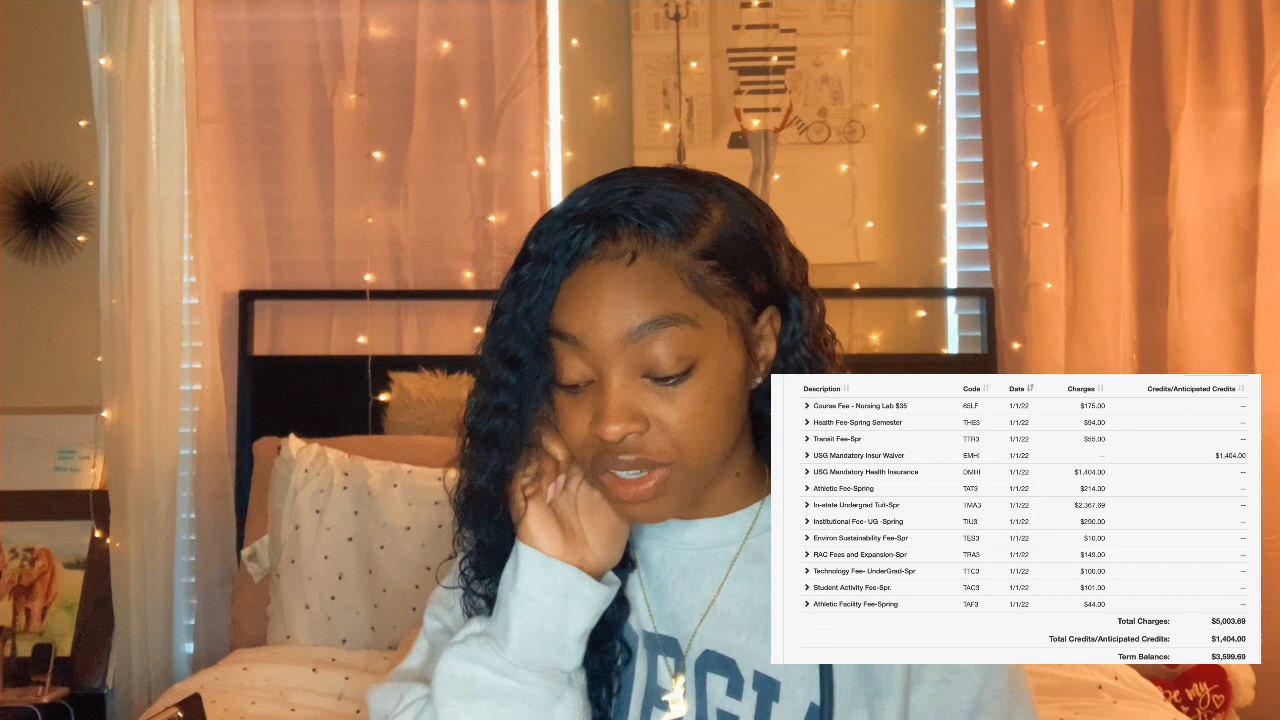 Description Code Date Charges Credits/Anticipated Credits
Course Fee - Nursing Lab $35 65LF 1/1/22 $175.00 --
Health Fee-Spring Semester THE3 1/1/22 $94.00 --
Transit Fee-Spr TTR3 1/1/22 $55.00 --
USG Mandatory Insur Waiver EMHI 1/1/22 -- $1,404.00
USG Mandatory Health Insurance DMHI 1/1/22 $1,404.00 --
Athletic Fee-Spring TAT3 1/1/22 $214.00 --
In-state Undergrad Tuit-Spr TMA3 1/1/22 $2,367.69 --
Institutional Fee- UG -Spring TIU3 1/1/22 $290.00 --
Environ Sustainability Fee-Spr TES3 1/1/22 $10.00 --
RAC Fees and Expansion-Spr TRA3 1/1/22 $149.00 --
Technology Fee- UnderGrad-Spr TTC3 1/1/22 $100.00 --
Student Activity Fee-Spr. TAC3 1/1/22 $101.00 --
Athletic Facility Fee-Spring TAF3 1/1/22 $44.00 --
Total Charges: $5,003.69
Total Credits/Anticipated Credits: $1,404.00
Term Balance: $3,599.69
be my